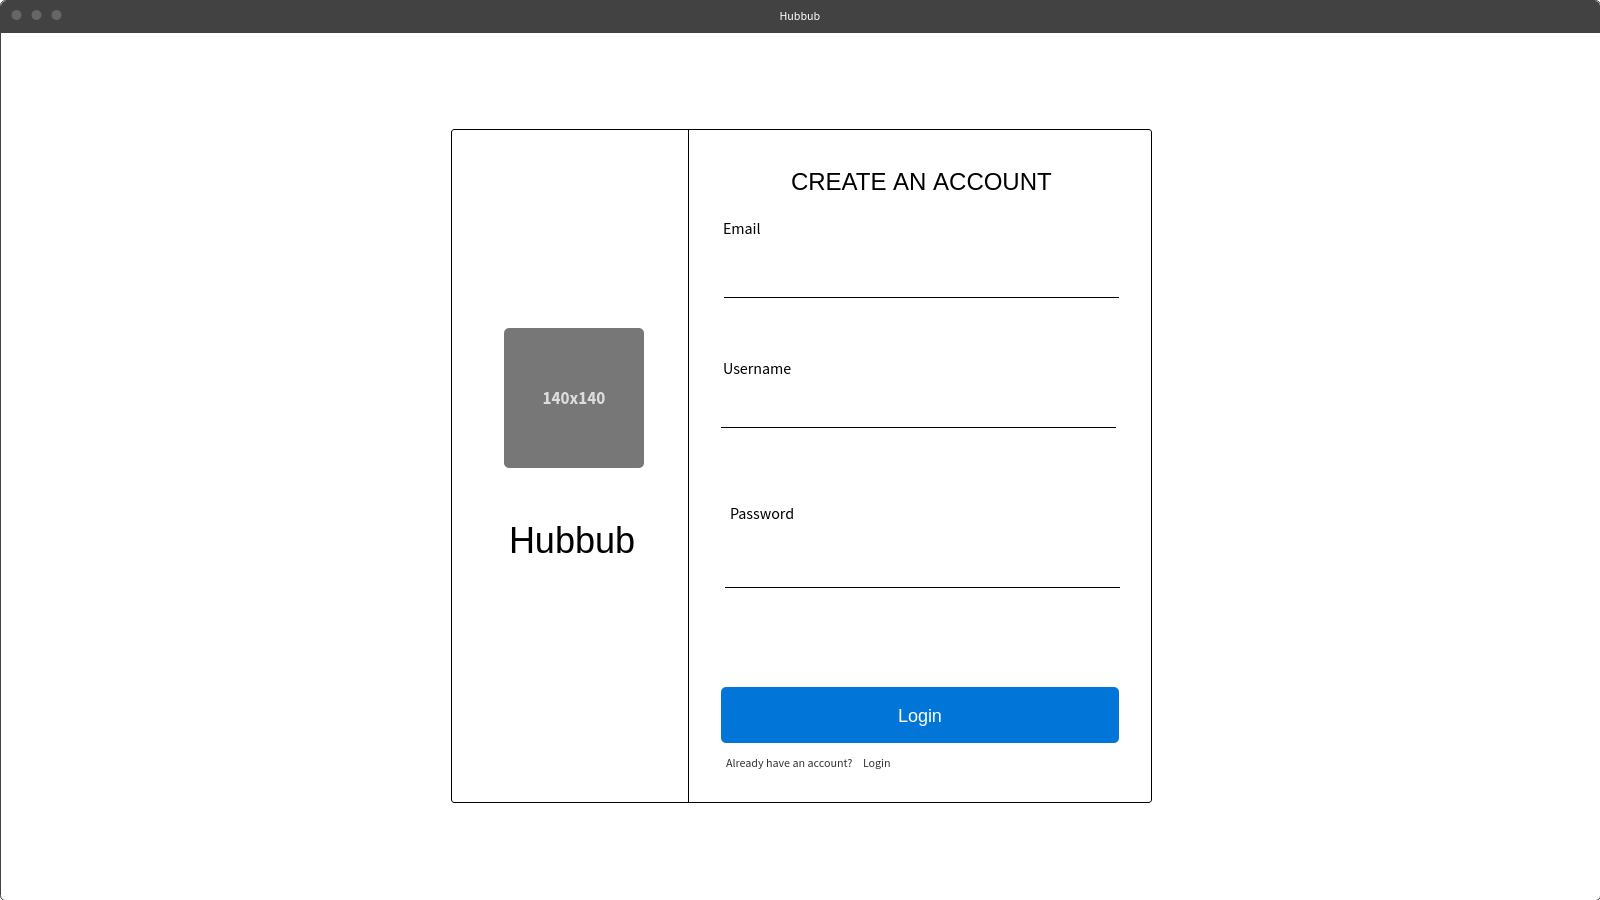 Hubbub
140x140
Hubbub
CREATE AN ACCOUNT
Email
Username
Password
Login
Already have an account? Login